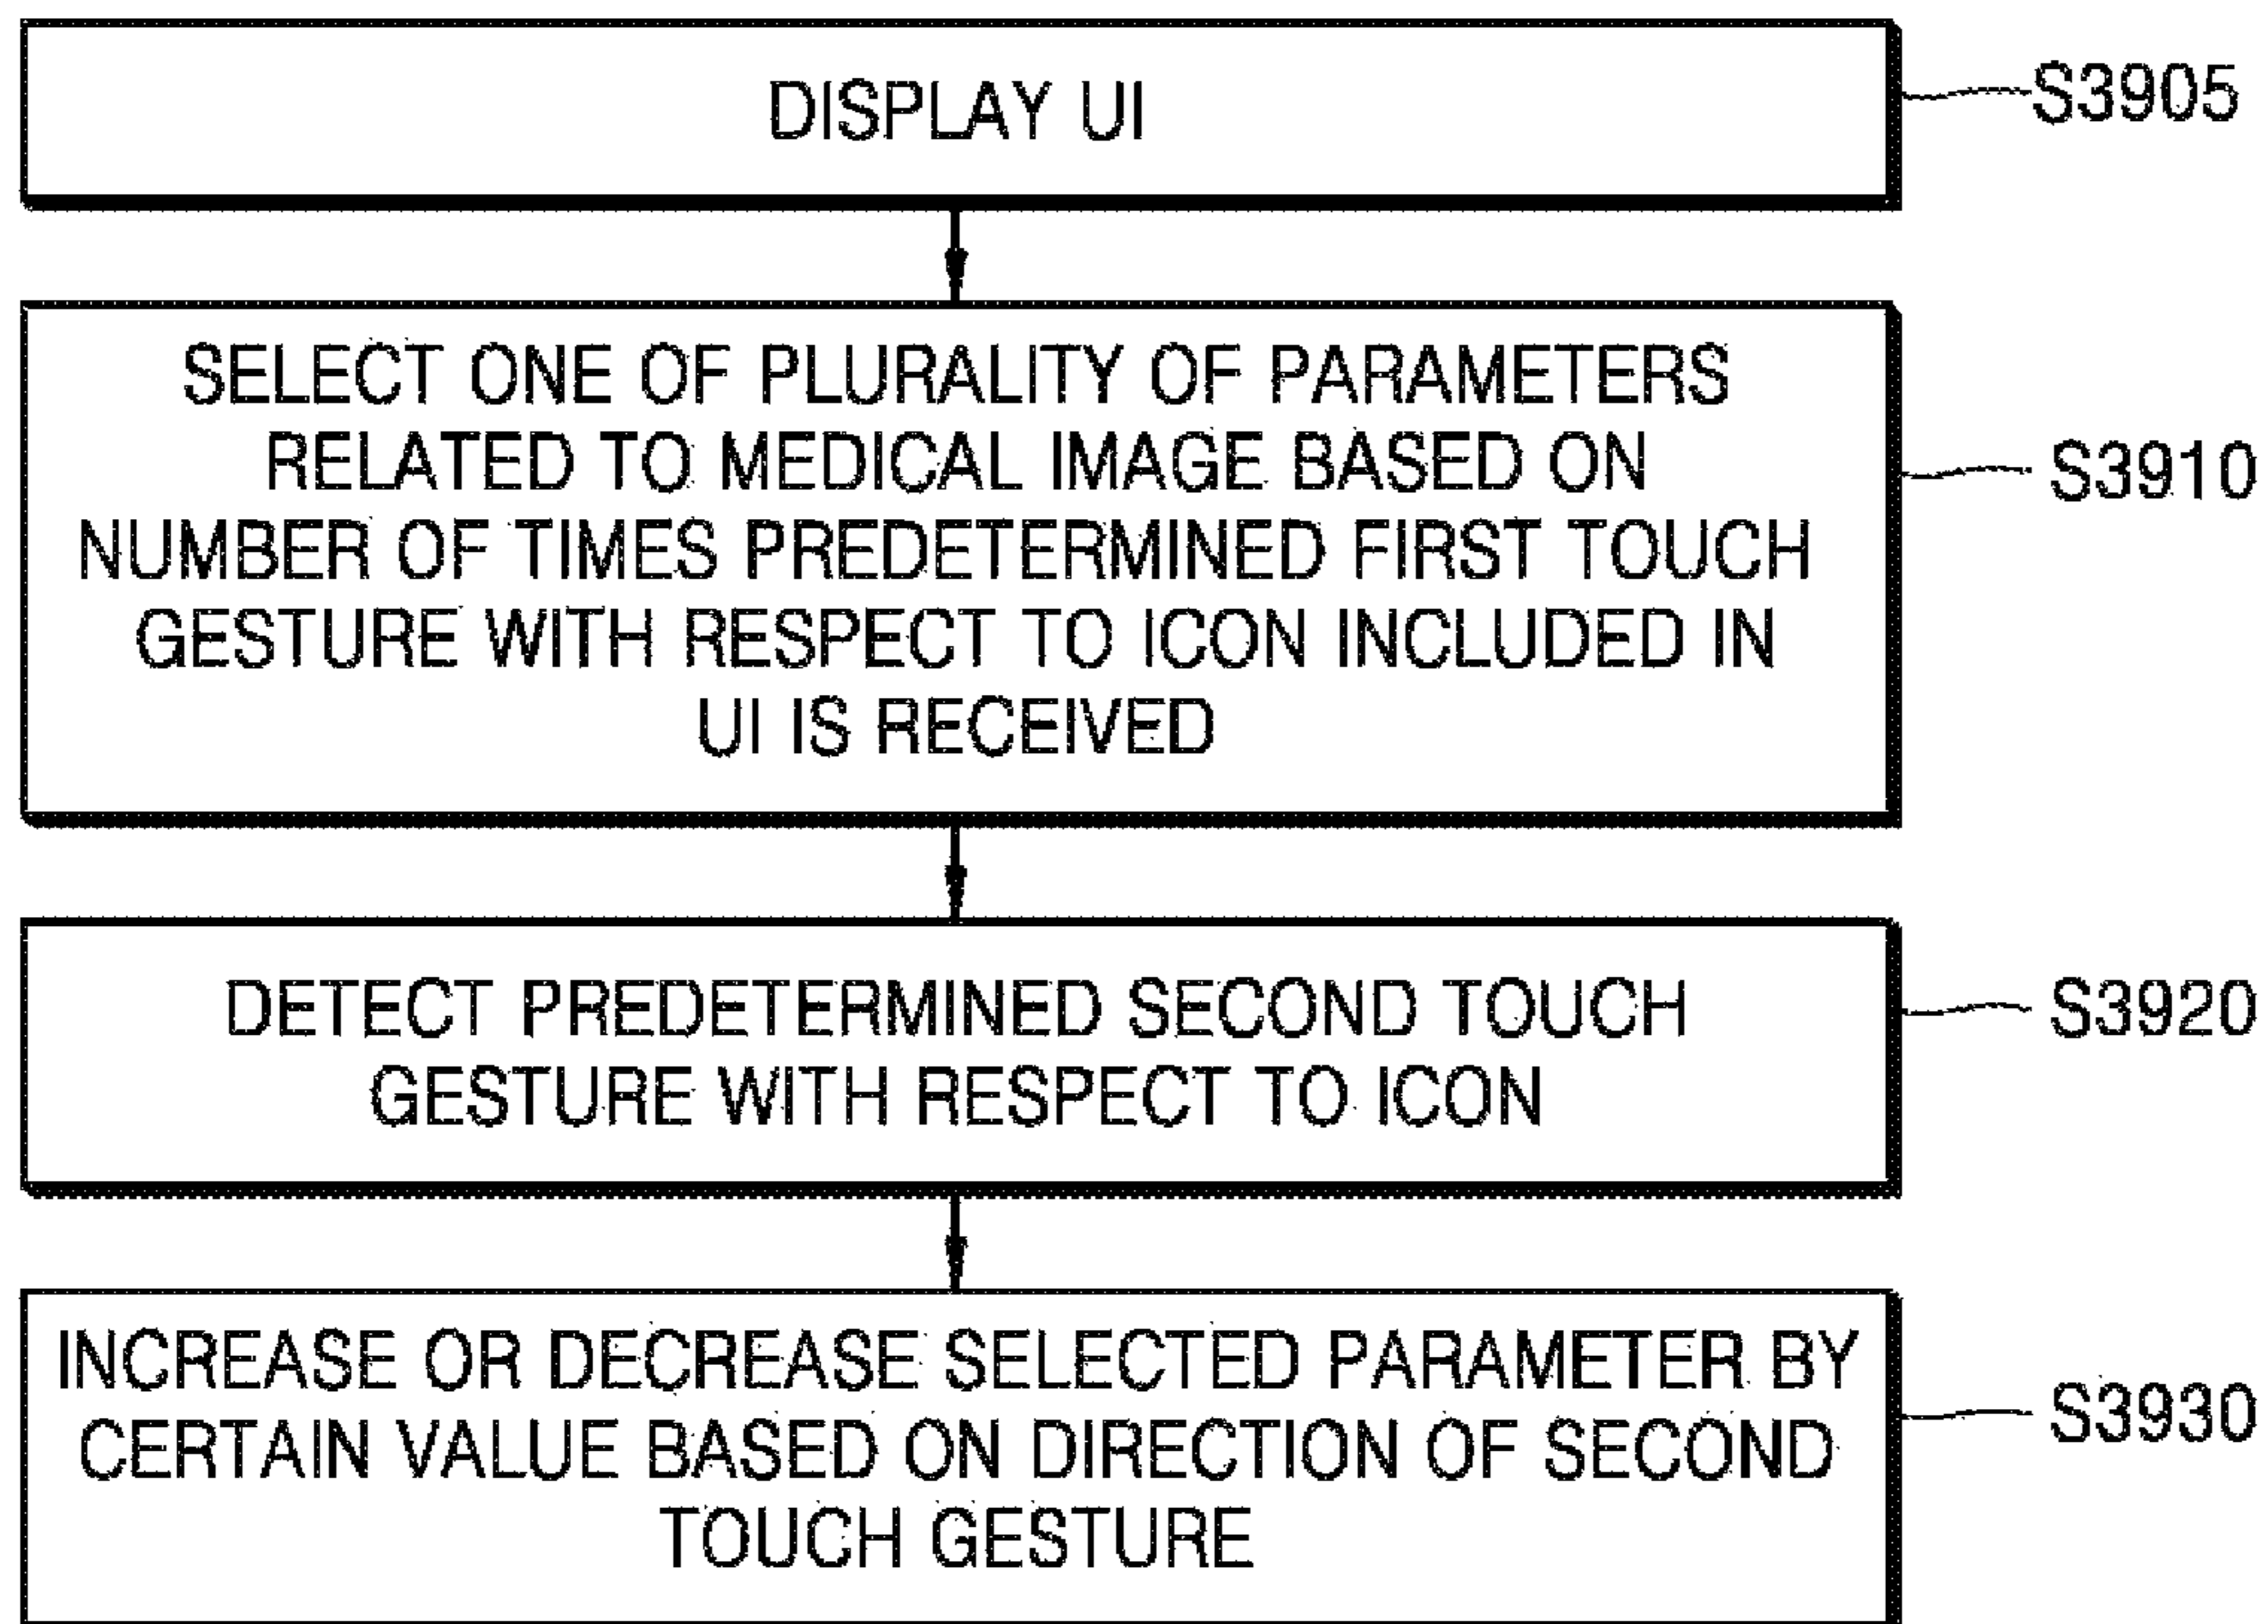 DISPLAY UI
S3905
SELECT ONE OF PLURALITY OF PARAMETERS
RELATED TO MEDICAL IMAGE BASED ON
NUMBER OF TIMES PREDETERMINED FIRST TOUCH
GESTURE WITH RESPECT TO ICON INCLUDED IN
UI IS RECEIVED
S3910
DETECT PREDETERMINED SECOND TOUCH
GESTURE WITH RESPECT TO ICON
S3920
INCREASE OR DECREASE SELECTED PARAMETER BY
CERTAIN VALUE BASED ON DIRECTION OF SECOND
TOUCH GESTURE
S3930